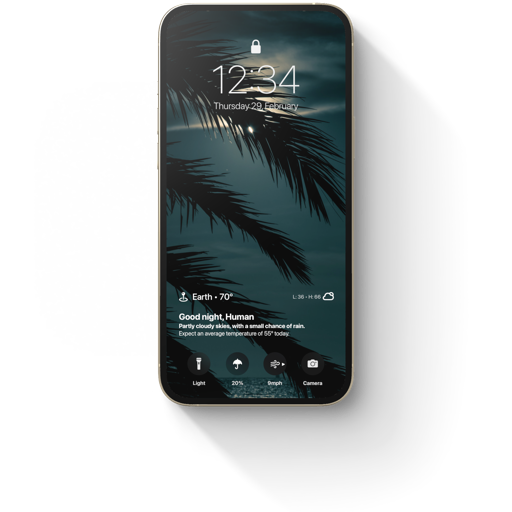 12:34
Thursday 29, February
Earth • 70°
L: 36 • H: 66
Good night, Human
Partly cloudy skies, with a small chance of rain.
Expect an average temperature of 55° today.
Light
20%
9mph
Camera